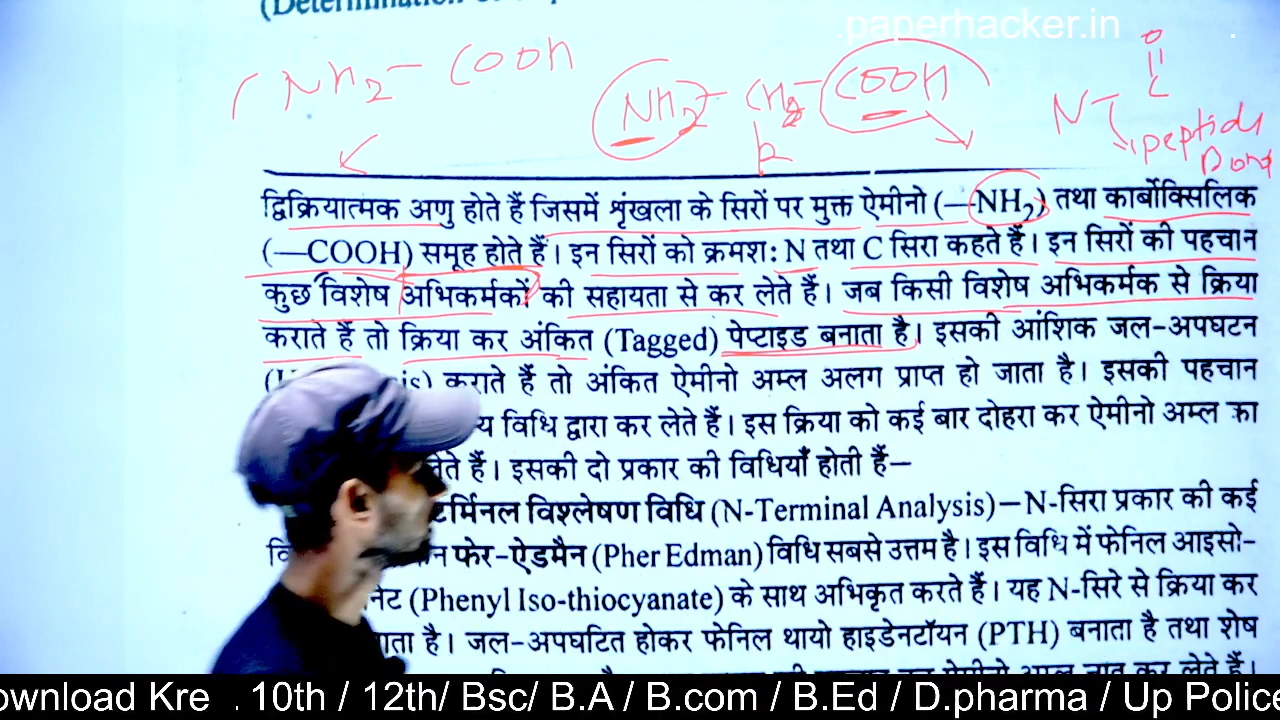 paperhacker.in
NH2 - COOH
NH2 - CH2 - COOH
R
O
C
N
peptide
Bond
द्विक्रियात्मक अणु होते हैं जिसमें शृंखला के सिरों पर मुक्त ऐमीनो (—NH2) तथा कार्बोक्सिलिक
(—COOH) समूह होते हैं। इन सिरों को क्रमश: N तथा C सिरा कहते हैं। इन सिरों की पहचान
कुछ विशेष अभिकर्मकों की सहायता से कर लेते हैं। जब किसी विशेष अभिकर्मक से क्रिया
कराते हैं तो क्रिया कर अंकित (Tagged) पेप्टाइड बनाता है। इसकी आंशिक जल-अपघटन
कराते हैं तो अंकित ऐमीनो अम्ल अलग प्राप्त हो जाता है। इसकी पहचान
विधि द्वारा कर लेते हैं। इस क्रिया को कई बार दोहरा कर ऐमीनो अम्ल का
हैं। इसकी दो प्रकार की विधियाँ होती हैं—
टर्मिनल विश्लेषण विधि (N-Terminal Analysis)—N-सिरा प्रकार की कई
फेर-ऐडमैन (Pher Edman) विधि सबसे उत्तम है। इस विधि में फेनिल आइसो-
(Phenyl Iso-thiocyanate) के साथ अभिकृत करते हैं। यह N-सिरे से क्रिया कर
है। जल-अपघटित होकर फेनिल थायो हाइडेनटॉयन (PTH) बनाता है तथा शेष
ownload Kre . 10th / 12th/ Bsc/ B.A / B.com / B.Ed / D.pharma / Up Police